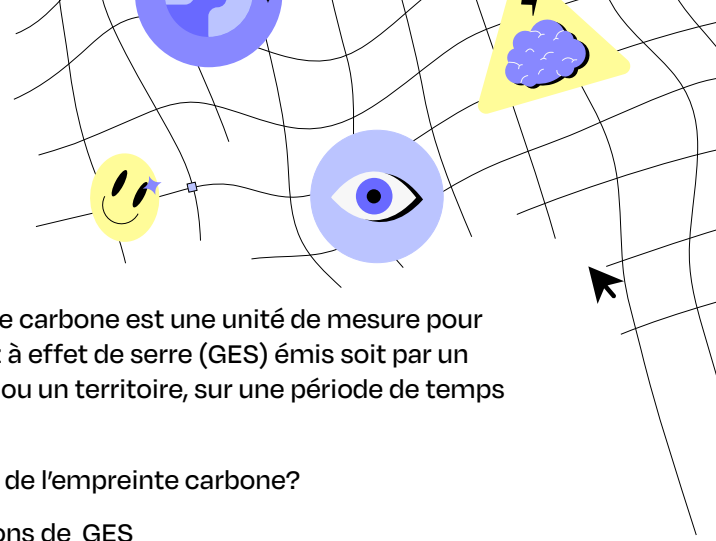 e carbone est une unité de mesure pour
à effet de serre (GES) émis soit par un
ou un territoire, sur une période de temps
de l’empreinte carbone?
ons de GES